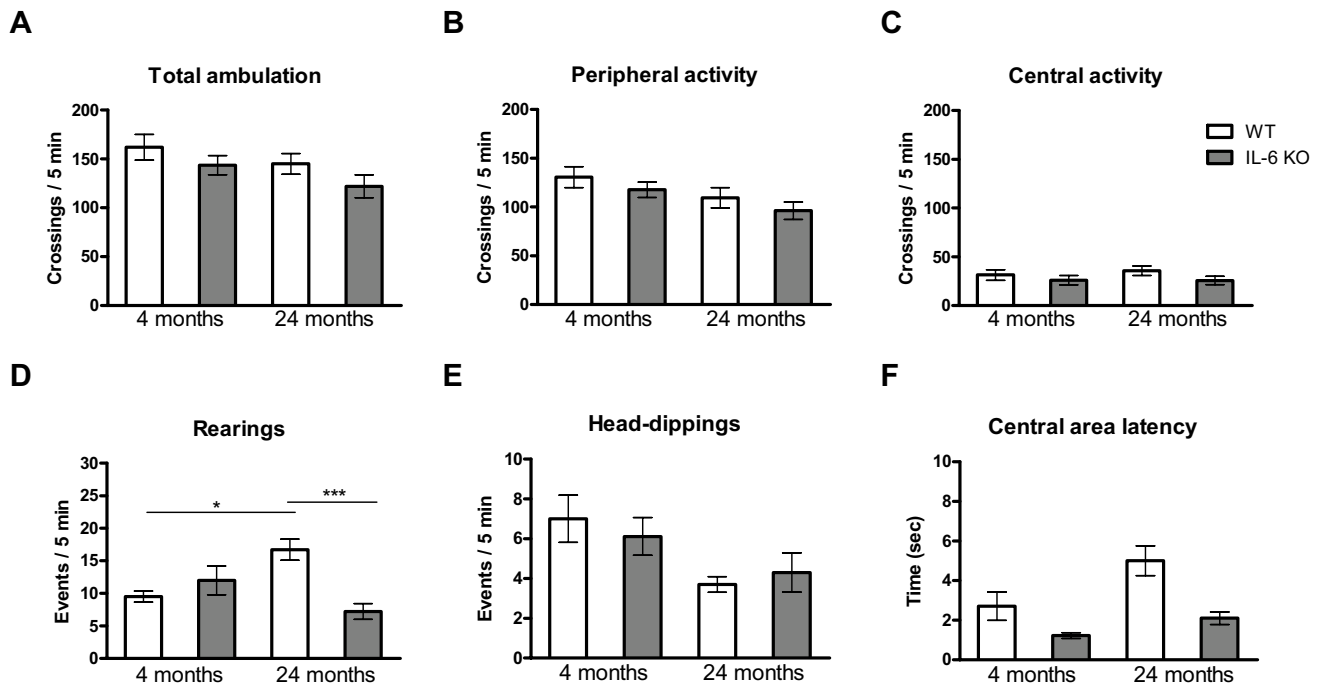 A
Total ambulation
Crossings / 5 min
200
150
100
50
0
4 months 24 months
B
Peripheral activity
Crossings / 5 min
200
150
100
50
0
4 months 24 months
C
Central activity
Crossings / 5 min
200
150
100
50
0
4 months 24 months
WT
IL-6 KO
D
Rearings
Events / 5 min
30
25
20
15
10
5
0
*
***
4 months 24 months
E
Head-dippings
Events / 5 min
10
8
6
4
2
0
4 months 24 months
F
Central area latency
Time (sec)
10
8
6
4
2
0
4 months 24 months